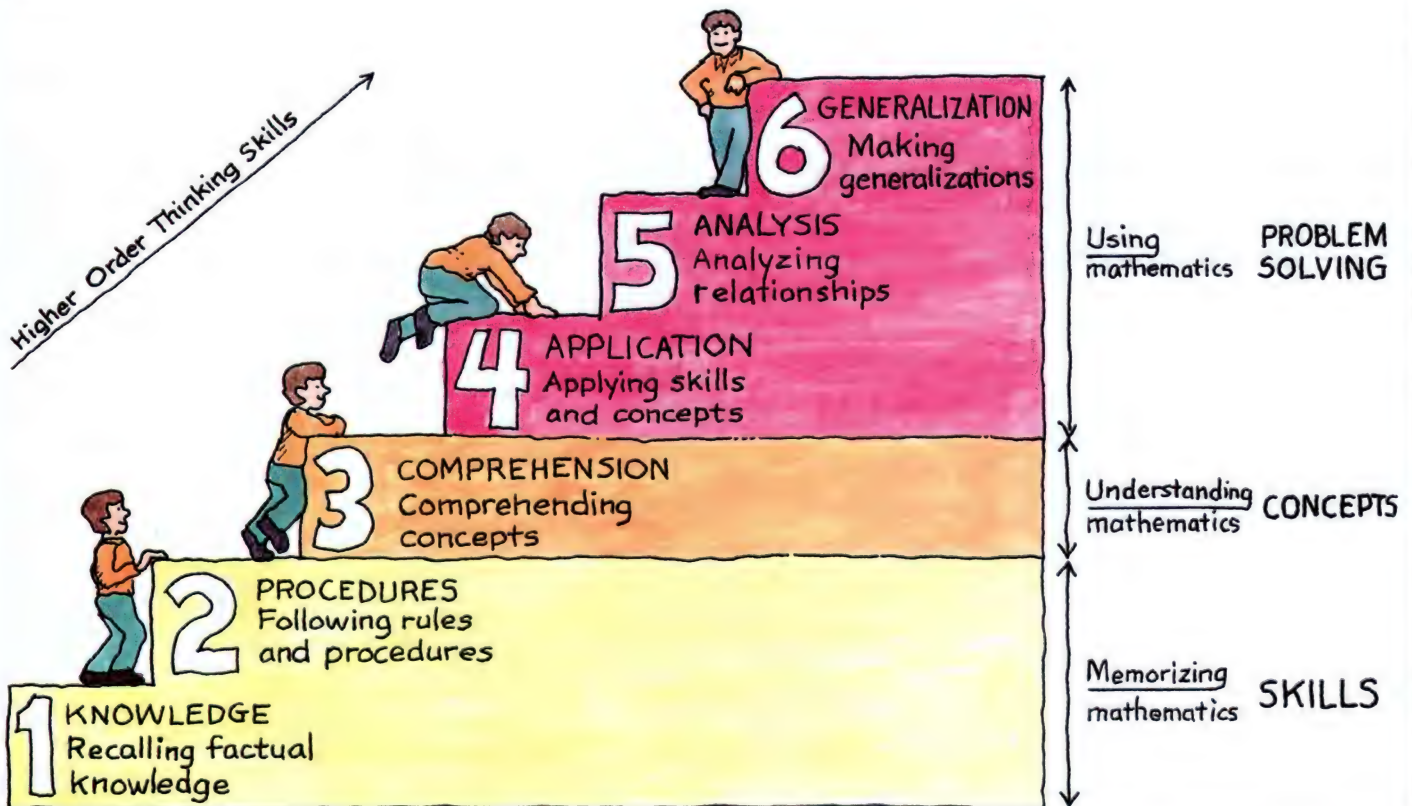 Higher Order Thinking Skills
6 GENERALIZATION
Making
generalizations
5 ANALYSIS
Analyzing
relationships
4 APPLICATION
Applying skills
and concepts
3 COMPREHENSION
Comprehending
concepts
2 PROCEDURES
Following rules
and procedures
1 KNOWLEDGE
Recalling factual
knowledge
Using
mathematics
PROBLEM
SOLVING
Understanding
mathematics
CONCEPTS
Memorizing
mathematics
SKILLS